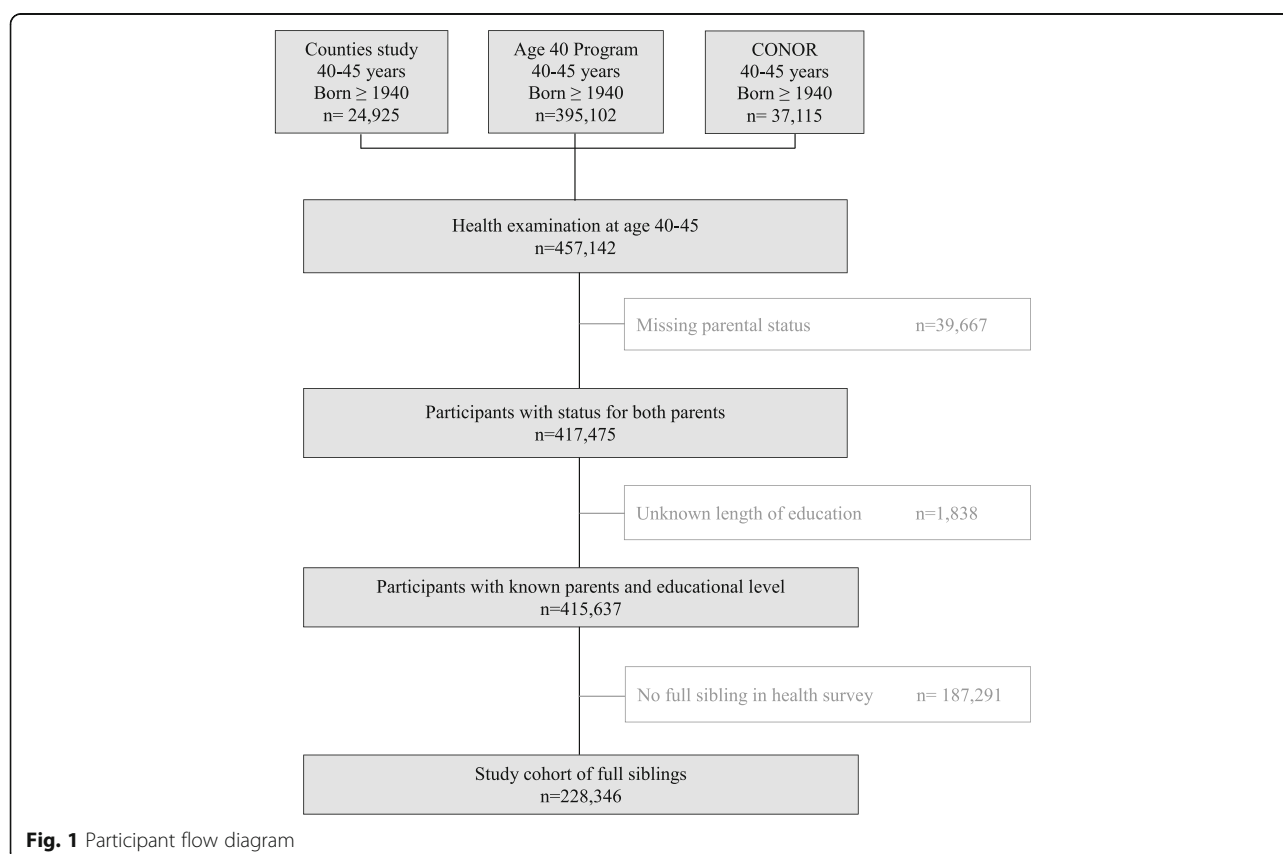 Counties study
40-45 years
Born ≥ 1940
n= 24,925
Age 40 Program
40-45 years
Born ≥ 1940
n=395,102
CONOR
40-45 years
Born ≥ 1940
n= 37,115
Health examination at age 40-45
n=457,142
Missing parental status n=39,667
Participants with status for both parents
n=417,475
Unknown length of education n=1,838
Participants with known parents and educational level
n=415,637
No full sibling in health survey n= 187,291
Study cohort of full siblings
n=228,346
Fig. 1 Participant flow diagram